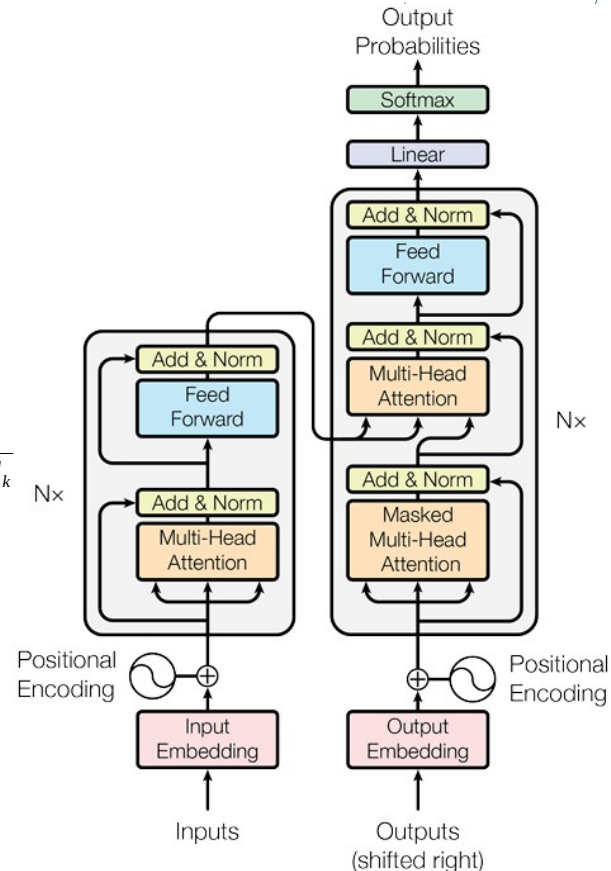 Output
Probabilities
Softmax
Linear
Add & Norm
Feed
Forward
Add & Norm
Multi-Head
Attention
Add & Norm
Masked
Multi-Head
Attention
N×
Add & Norm
Feed
Forward
Add & Norm
Multi-Head
Attention
N×
k
Positional
Encoding
Positional
Encoding
Input
Embedding
Output
Embedding
Inputs
Outputs
(shifted right)